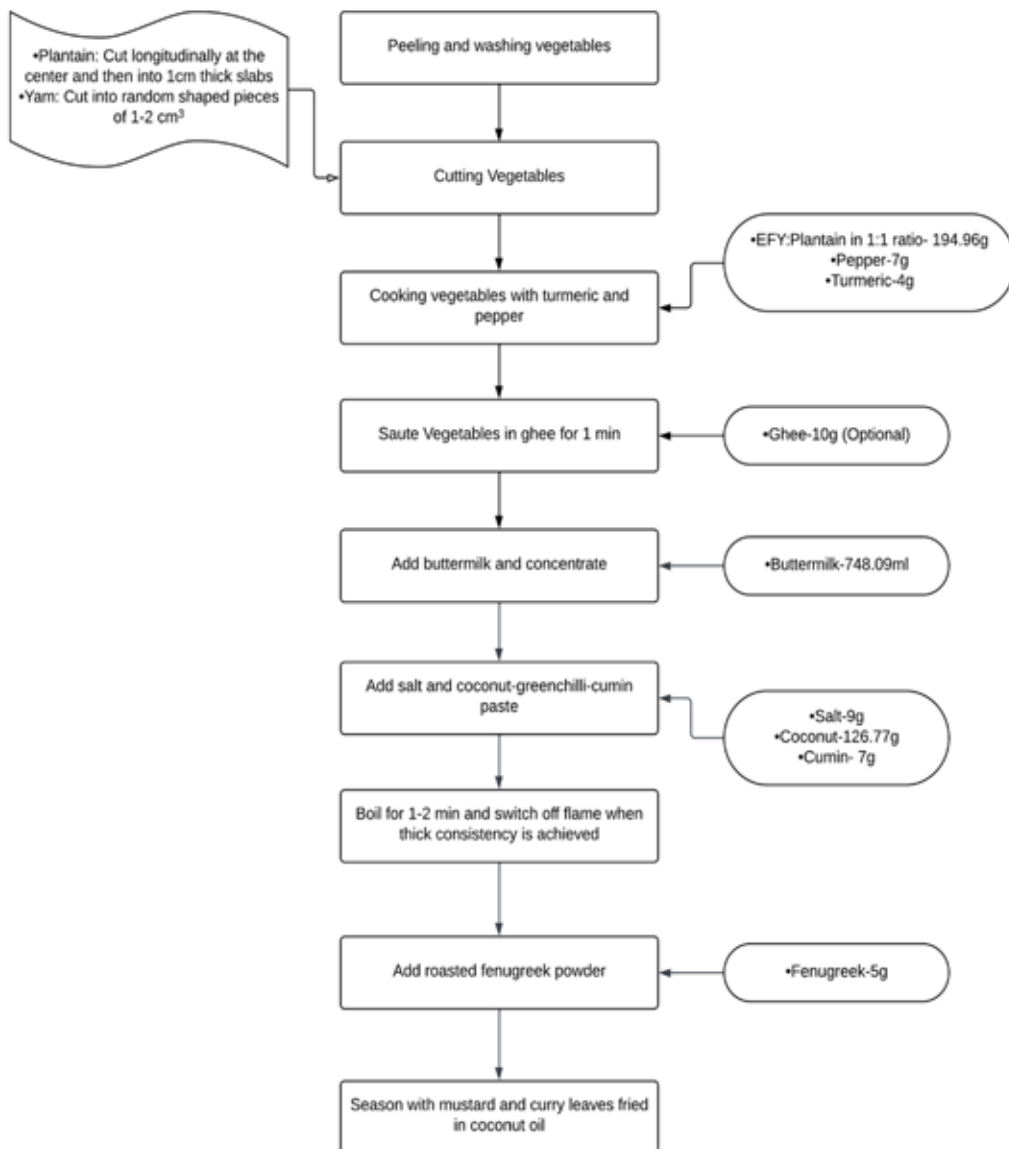 Peeling and washing vegetables
•Plantain: Cut longitudinally at the
center and then into 1cm thick slabs
•Yam: Cut into random shaped pieces
of 1-2 cm³
Cutting Vegetables
•EFY:Plantain in 1:1 ratio- 194.96g
•Pepper-7g
•Turmeric-4g
Cooking vegetables with turmeric and
pepper
Saute Vegetables in ghee for 1 min
•Ghee-10g (Optional)
Add buttermilk and concentrate
•Buttermilk-748.09ml
Add salt and coconut-greenchilli-cumin
paste
•Salt-9g
•Coconut-126.77g
•Cumin- 7g
Boil for 1-2 min and switch off flame when
thick consistency is achieved
Add roasted fenugreek powder
•Fenugreek-5g
Season with mustard and curry leaves fried
in coconut oil